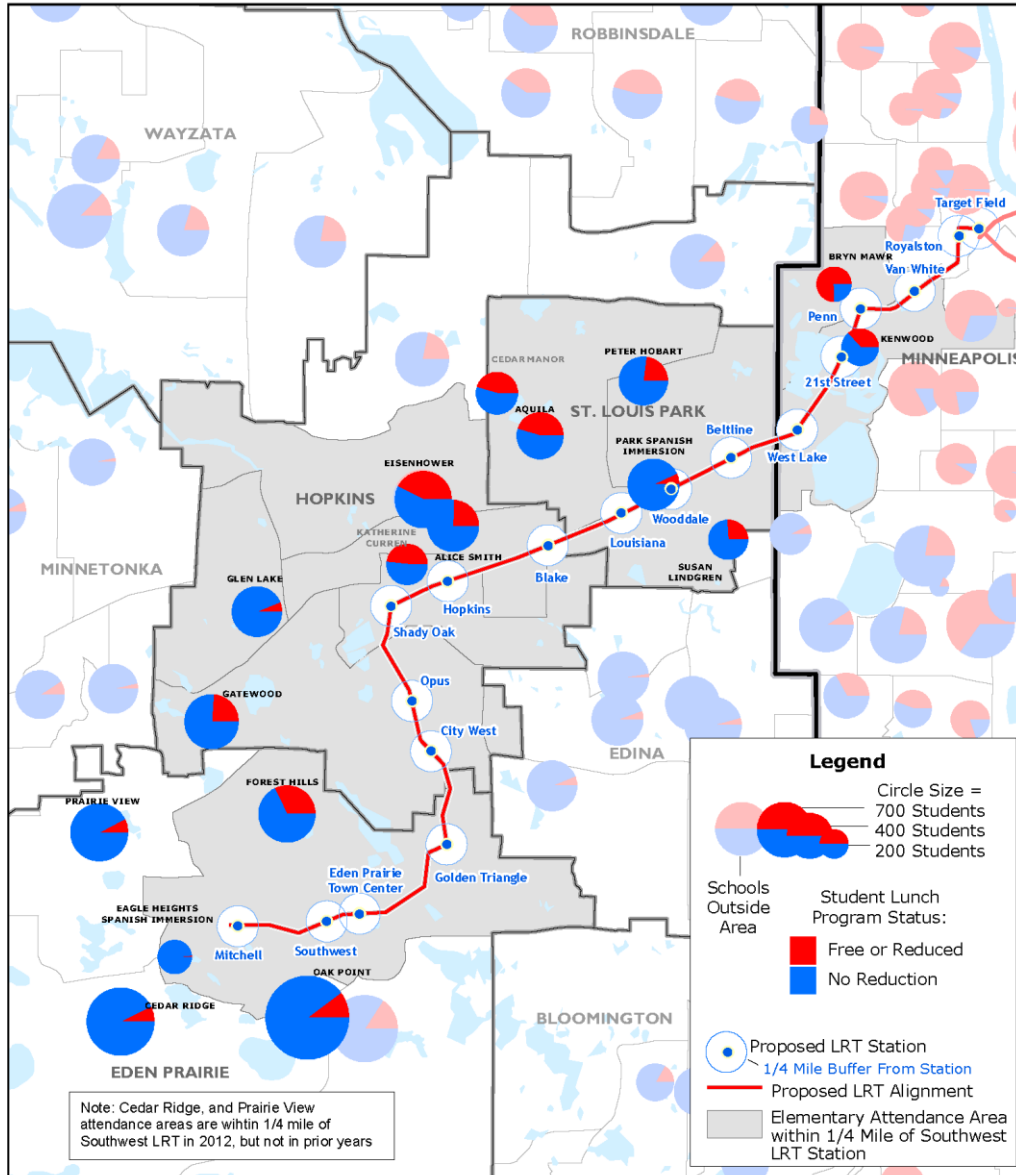 ROBBINSDALE
WAYZATA
Target Field
Royalston
Van White
BRYN MAWR
Penn
KENWOOD
MINNEAPOLIS
21st Street
CEDAR MANOR
PETER HOBART
AQUILA
ST. LOUIS PARK
Beltline
West Lake
PARK SPANISH
IMMERSION
EISENHOWER
HOPKINS
Wooddale
Louisiana
KATHERINE
CURREN
ALICE SMITH
Blake
SUSAN
LINDGREN
MINNETONKA
GLEN LAKE
Hopkins
Shady Oak
Opus
GATEWOOD
City West
EDINA
FOREST HILLS
PRAIRIE VIEW
Golden Triangle
Eden Prairie
Town Center
EAGLE HEIGHTS
SPANISH IMMERSION
Mitchell
Southwest
OAK POINT
CEDAR RIDGE
BLOOMINGTON
EDEN PRAIRIE
Note: Cedar Ridge, and Prairie View
attendance areas are whithin 1/4 mile of
Southwest LRT in 2012, but not in prior years
Legend
Circle Size =
700 Students
400 Students
200 Students
Schools
Outside
Area
Student Lunch
Program Status:
Free or Reduced
No Reduction
Proposed LRT Station
1/4 Mile Buffer From Station
Proposed LRT Alignment
Elementary Attendance Area
within 1/4 Mile of Southwest
LRT Station